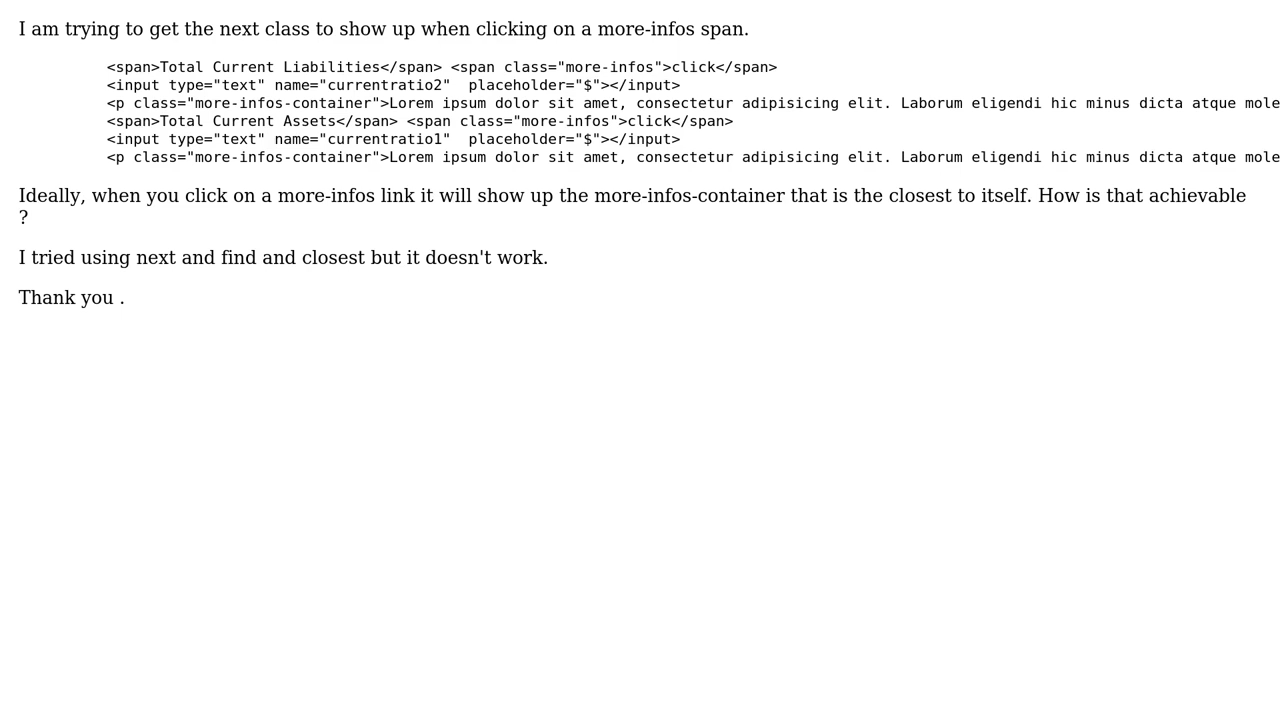 I am trying to get the next class to show up when clicking on a more-infos span.
<span>Total Current Liabilities</span> <span class="more-infos">click</span>
<input type="text" name="currentratio2"  placeholder="$"></input>
<p class="more-infos-container">Lorem ipsum dolor sit amet, consectetur adipisicing elit. Laborum eligendi hic minus dicta atque mole
<span>Total Current Assets</span> <span class="more-infos">click</span>
<input type="text" name="currentratio1"  placeholder="$"></input>
<p class="more-infos-container">Lorem ipsum dolor sit amet, consectetur adipisicing elit. Laborum eligendi hic minus dicta atque mole
Ideally, when you click on a more-infos link it will show up the more-infos-container that is the closest to itself. How is that achievable
?
I tried using next and find and closest but it doesn't work.
Thank you .